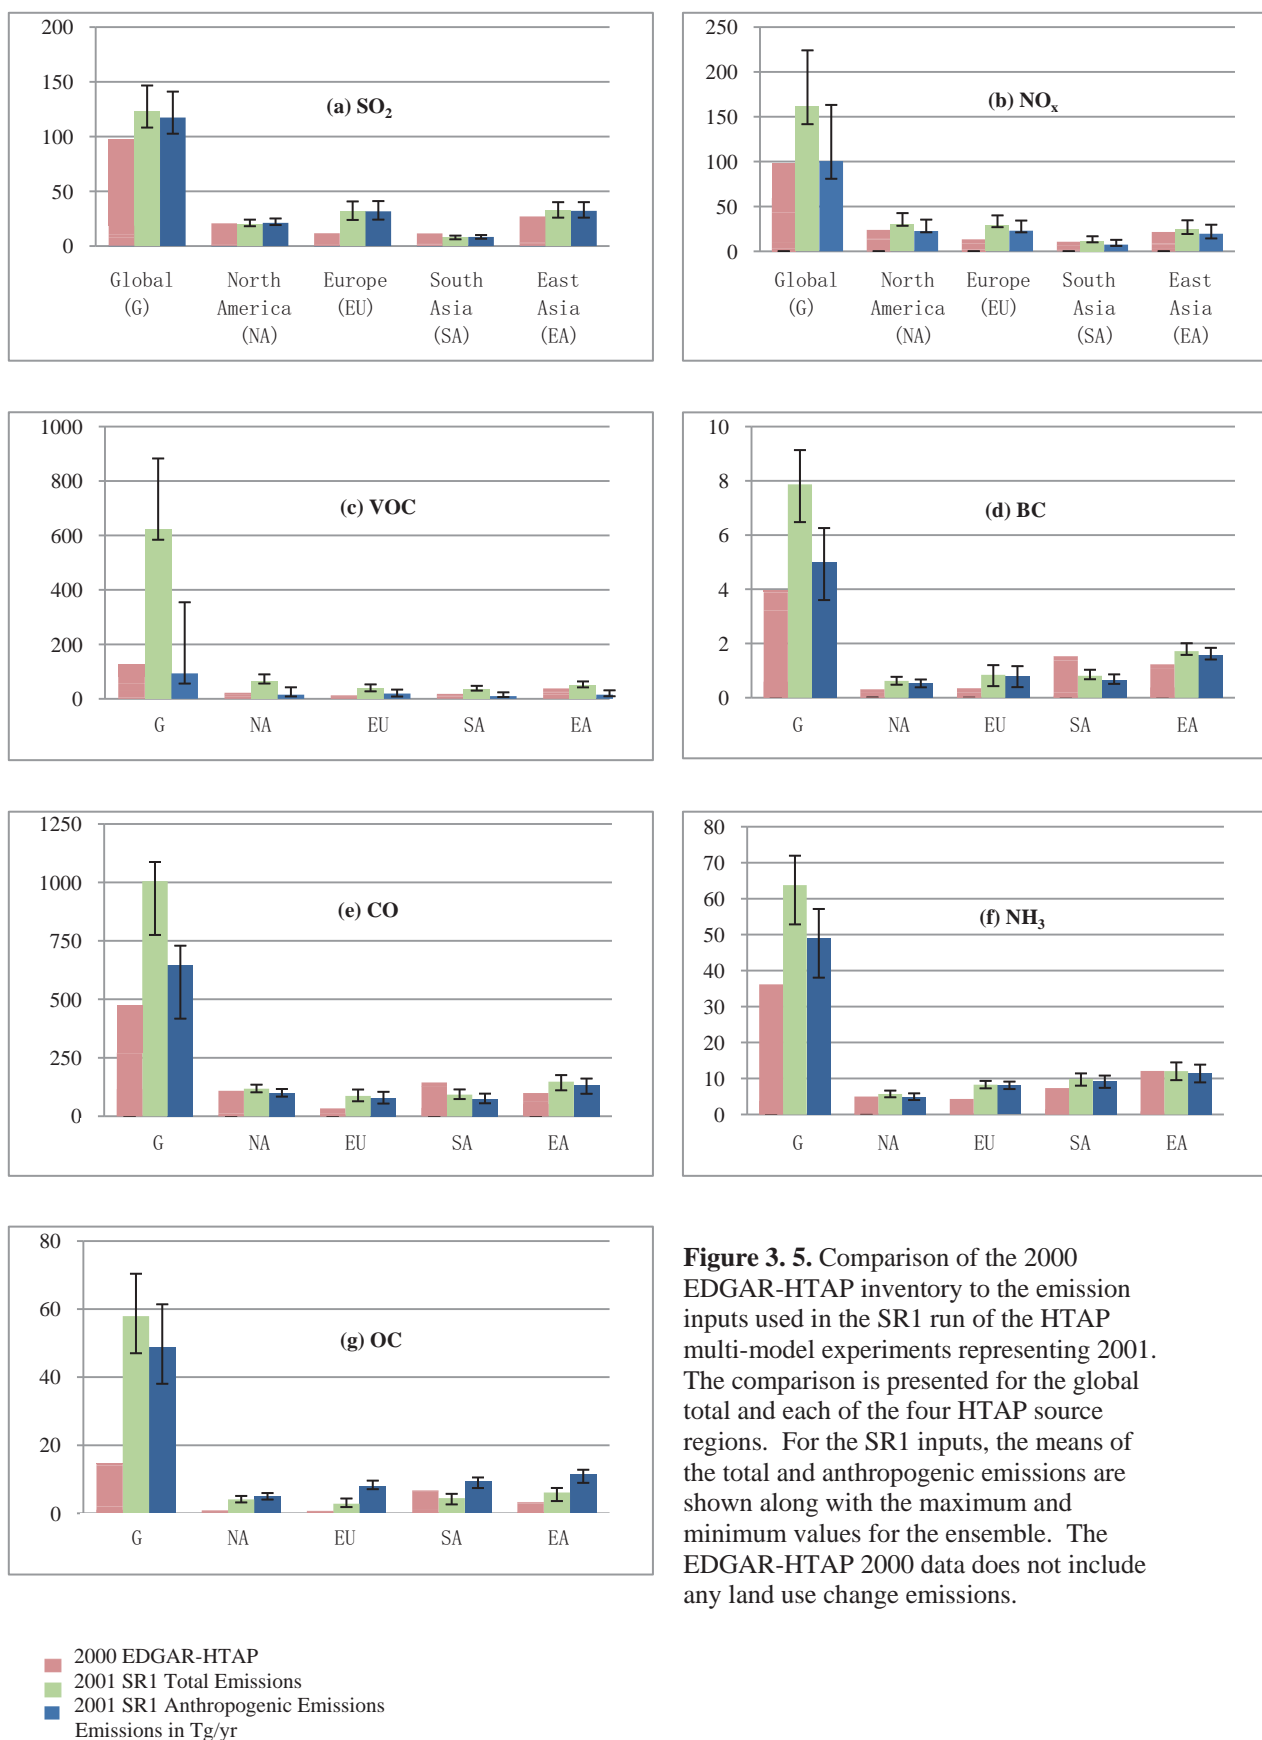 200
150
100
50
0
(a) SO2
Global North Europe South East
(G) America (EU) Asia Asia
(NA) (SA) (EA)
250
200
150
100
50
0
(b) NOx
Global North Europe South East
(G) America (EU) Asia Asia
(NA) (SA) (EA)
1000
800
600
400
200
0
(c) VOC
G NA EU SA EA
10
8
6
4
2
0
(d) BC
G NA EU SA EA
1250
1000
750
500
250
0
(e) CO
G NA EU SA EA
80
70
60
50
40
30
20
10
0
(f) NH3
G NA EU SA EA
80
60
40
20
0
(g) OC
G NA EU SA EA
Figure 3. 5. Comparison of the 2000
EDGAR-HTAP inventory to the emission
inputs used in the SR1 run of the HTAP
multi-model experiments representing 2001.
The comparison is presented for the global
total and each of the four HTAP source
regions. For the SR1 inputs, the means of
the total and anthropogenic emissions are
shown along with the maximum and
minimum values for the ensemble. The
EDGAR-HTAP 2000 data does not include
any land use change emissions.
2000 EDGAR-HTAP
2001 SR1 Total Emissions
2001 SR1 Anthropogenic Emissions
Emissions in Tg/yr